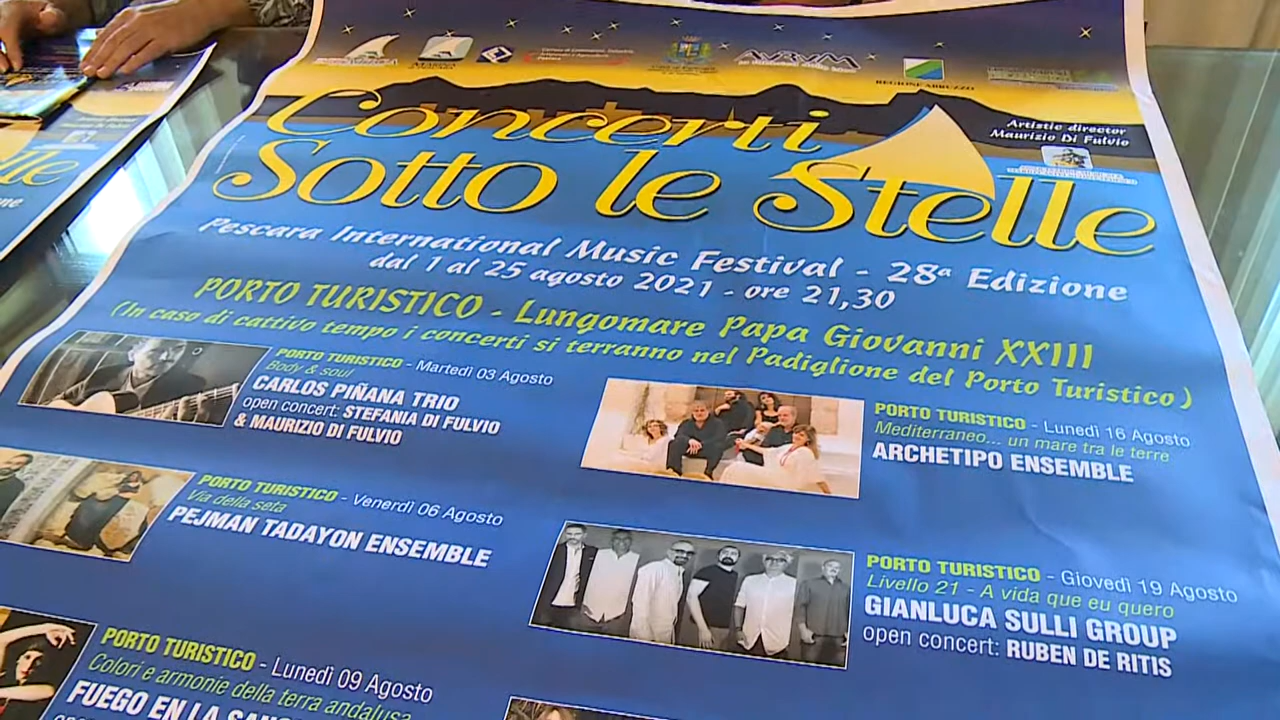 REGIONE ABRUZZO
Artistic director
Maurizio Di Fulvio
Concerti
Sotto le Stelle
Pescara International Music Festival - 28ª Edizione
dal 1 al 25 agosto 2021 - ore 21,30
PORTO TURISTICO - Lungomare Papa Giovanni XXIII
(In caso di cattivo tempo i concerti si terranno nel Padiglione del Porto Turistico)
PORTO TURISTICO - Martedì 03 Agosto
Body & soul
CARLOS PIÑANA TRIO
open concert: STEFANIA DI FULVIO
& MAURIZIO DI FULVIO
PORTO TURISTICO - Venerdì 06 Agosto
Via della seta
PEJMAN TADAYON ENSEMBLE
PORTO TURISTICO - Lunedì 09 Agosto
Colori e armonie della terra andalusa
FUEGO EN LA
PORTO TURISTICO - Lunedì 16 Agosto
Mediterraneo... un mare tra le terre
ARCHETIPO ENSEMBLE
PORTO TURISTICO - Giovedì 19 Agosto
Livello 21 - A vida que eu quero
GIANLUCA SULLI GROUP
open concert: RUBEN DE RITIS